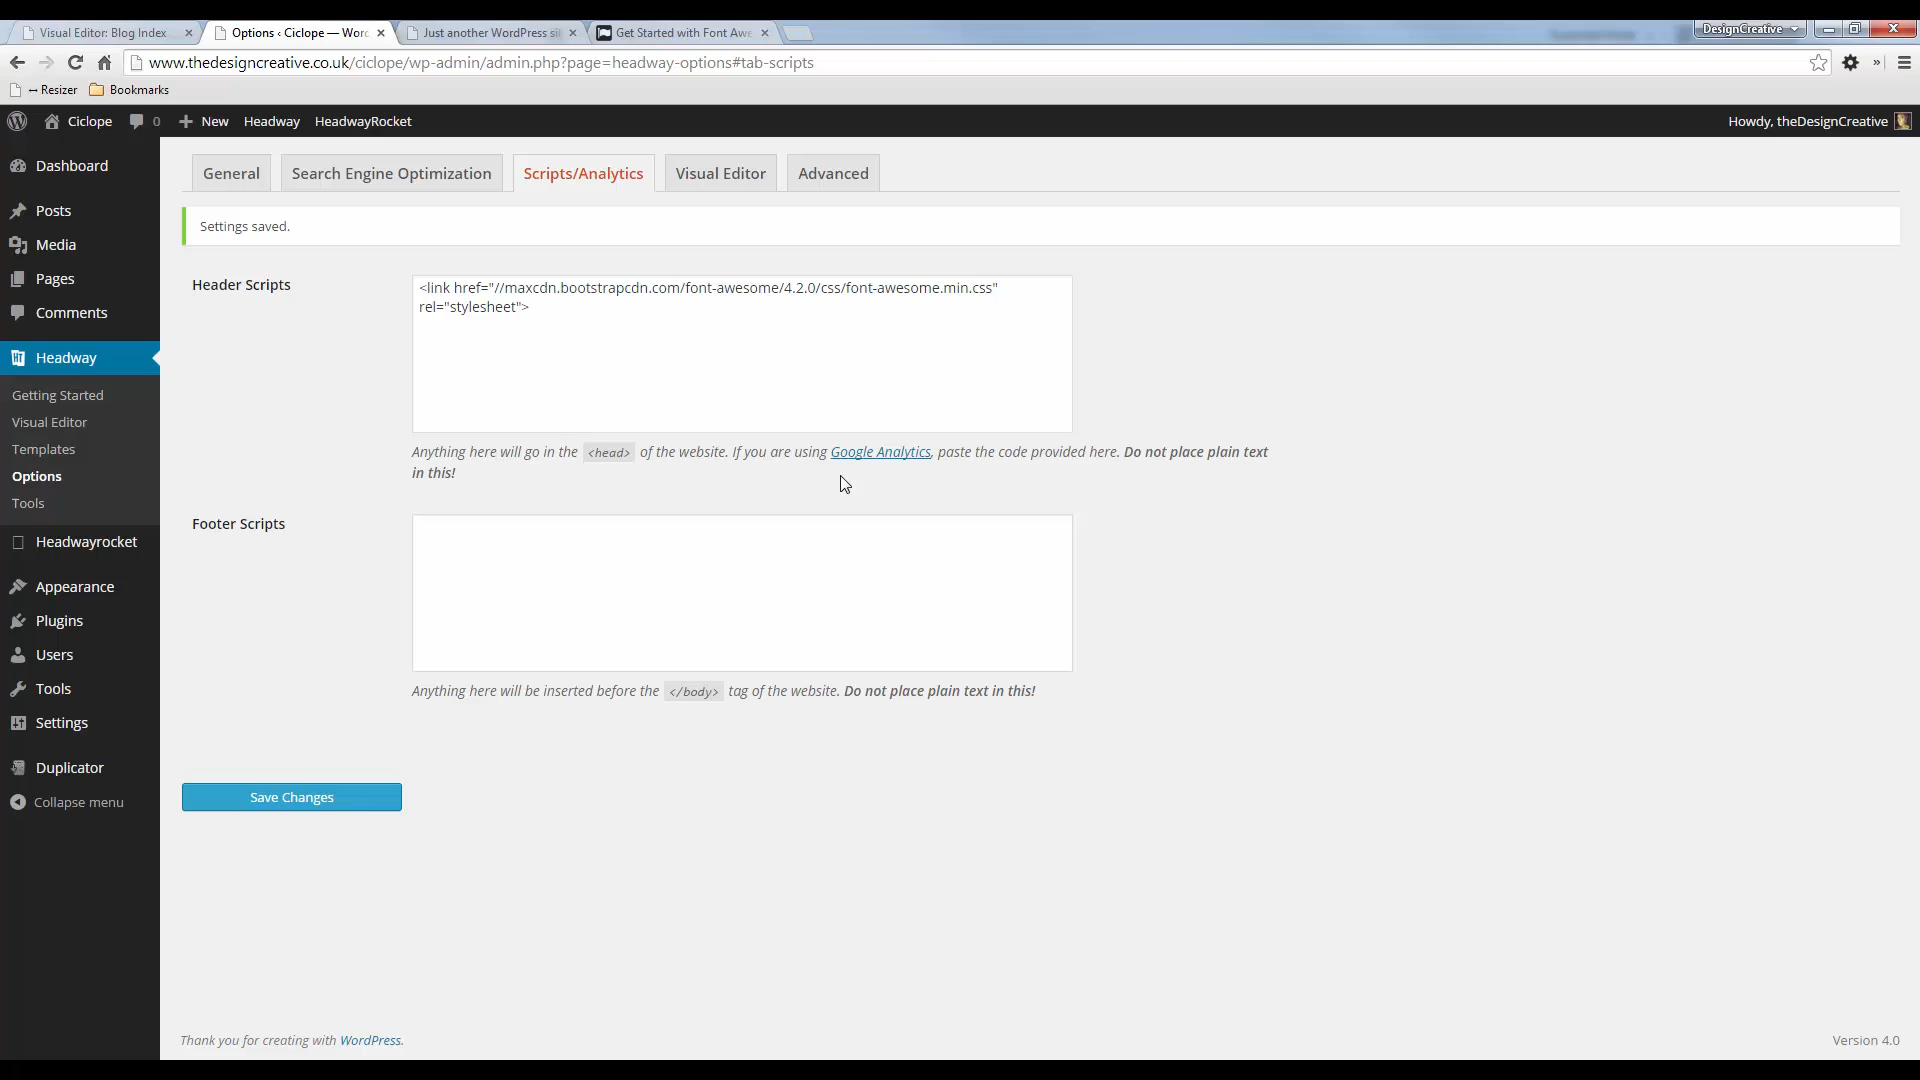 Visual Editor: Blog Index
Options ‹ Ciclope — Wor
Just another WordPress si
Get Started with Font Awe
DesignCreative
www.thedesigncreative.co.uk/ciclope/wp-admin/admin.php?page=headway-options#tab-scripts
Resizer
Bookmarks
Ciclope
0
New
Headway
HeadwayRocket
Howdy, theDesignCreative
Dashboard
Posts
Media
Pages
Comments
Headway
Getting Started
Visual Editor
Templates
Options
Tools
Headwayrocket
Appearance
Plugins
Users
Tools
Settings
Duplicator
Collapse menu
General
Search Engine Optimization
Scripts/Analytics
Visual Editor
Advanced
Settings saved.
Header Scripts
<link href="//maxcdn.bootstrapcdn.com/font-awesome/4.2.0/css/font-awesome.min.css"
rel="stylesheet">
Anything here will go in the <head> of the website. If you are using Google Analytics, paste the code provided here. Do not place plain text
in this!
Footer Scripts
Anything here will be inserted before the </body> tag of the website. Do not place plain text in this!
Save Changes
Thank you for creating with WordPress.
Version 4.0